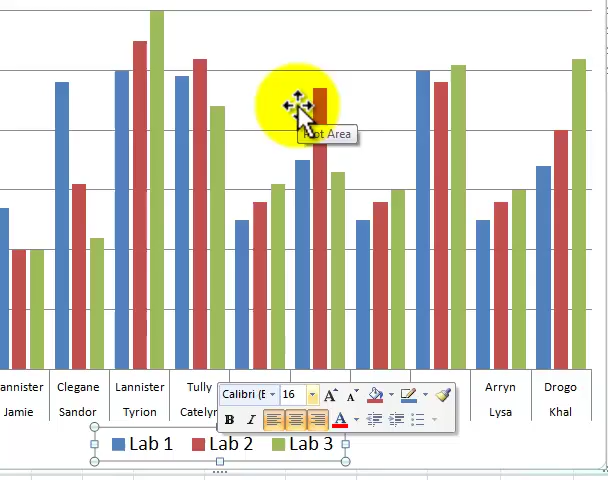 Plot Area
annister Clegane Lannister Tully Arryn Drogo
Jamie Sandor Tyrion Catelyn Lysa Khal
Calibri (E 16 A A
B I A
Lab 1 Lab 2 Lab 3